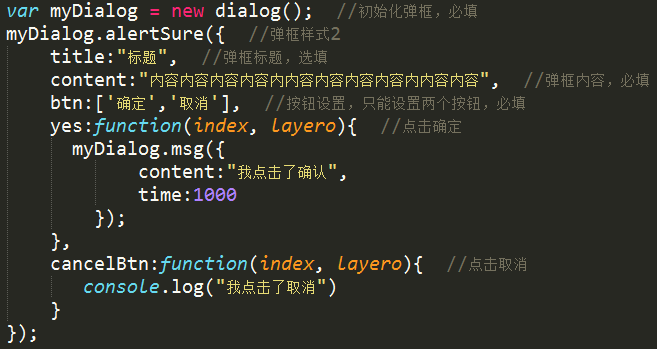 var myDialog = new dialog();  //初始化弹框，必填
myDialog.alertSure({  //弹框样式2
    title:"标题",  //弹框标题，选填
    content:"内容内容内容内容内内容内容内容内容内容内容",  //弹框内容，必填
    btn:['确定','取消'],  //按钮设置，只能设置两个按钮，必填
    yes:function(index, layero){  //点击确定
      myDialog.msg({
            content:"我点击了确认",
            time:1000
        });
    },
    cancelBtn:function(index, layero){  //点击取消
       console.log("我点击了取消")
    }
});